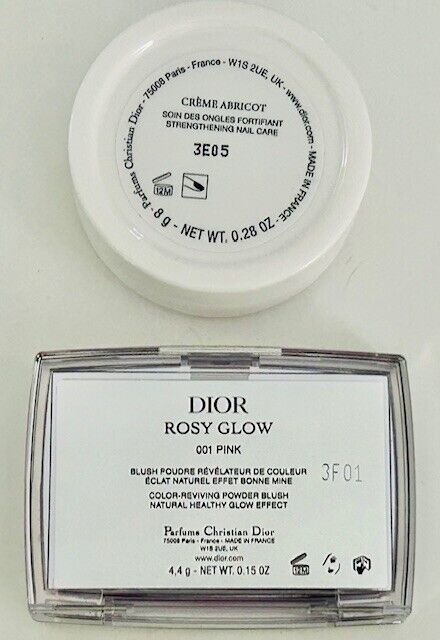 Parfums Christian Dior - 75008 Paris - France - W1S 2UE, UK - www.dior.com - MADE IN FRANCE -
CRÈME ABRICOT
SOIN DES ONGLES FORTIFIANT
STRENGTHENING NAIL CARE
3E05
12M
8 g - NET WT. 0.28 OZ
DIOR
ROSY GLOW
001 PINK
BLUSH POUDRE RÉVÉLATEUR DE COULEUR
ÉCLAT NATUREL EFFET BONNE MINE
3F01
COLOR-REVIVING POWDER BLUSH
NATURAL HEALTHY GLOW EFFECT
Parfums Christian Dior
75008 Paris - France - MADE IN FRANCE
W1S 2UE, UK
www.dior.com
4,4 g - NET WT. 0.15 OZ
12M